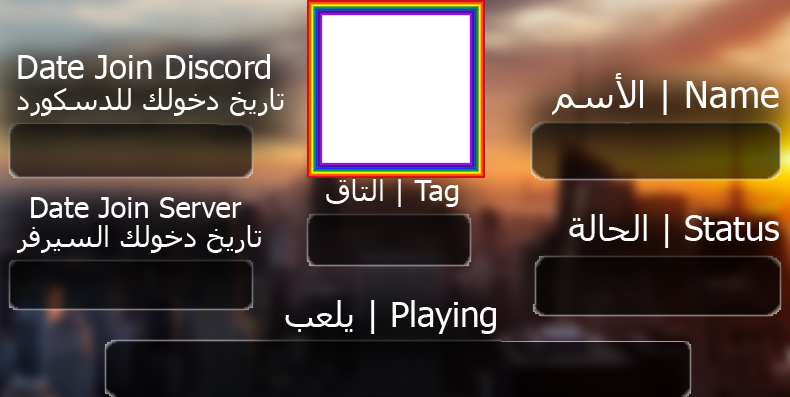 Date Join Discord
تاريخ دخولك للدسكورد
الأسم | Name
التاق | Tag
Date Join Server
تاريخ دخولك السيرفر
الحالة | Status
يلعب | Playing